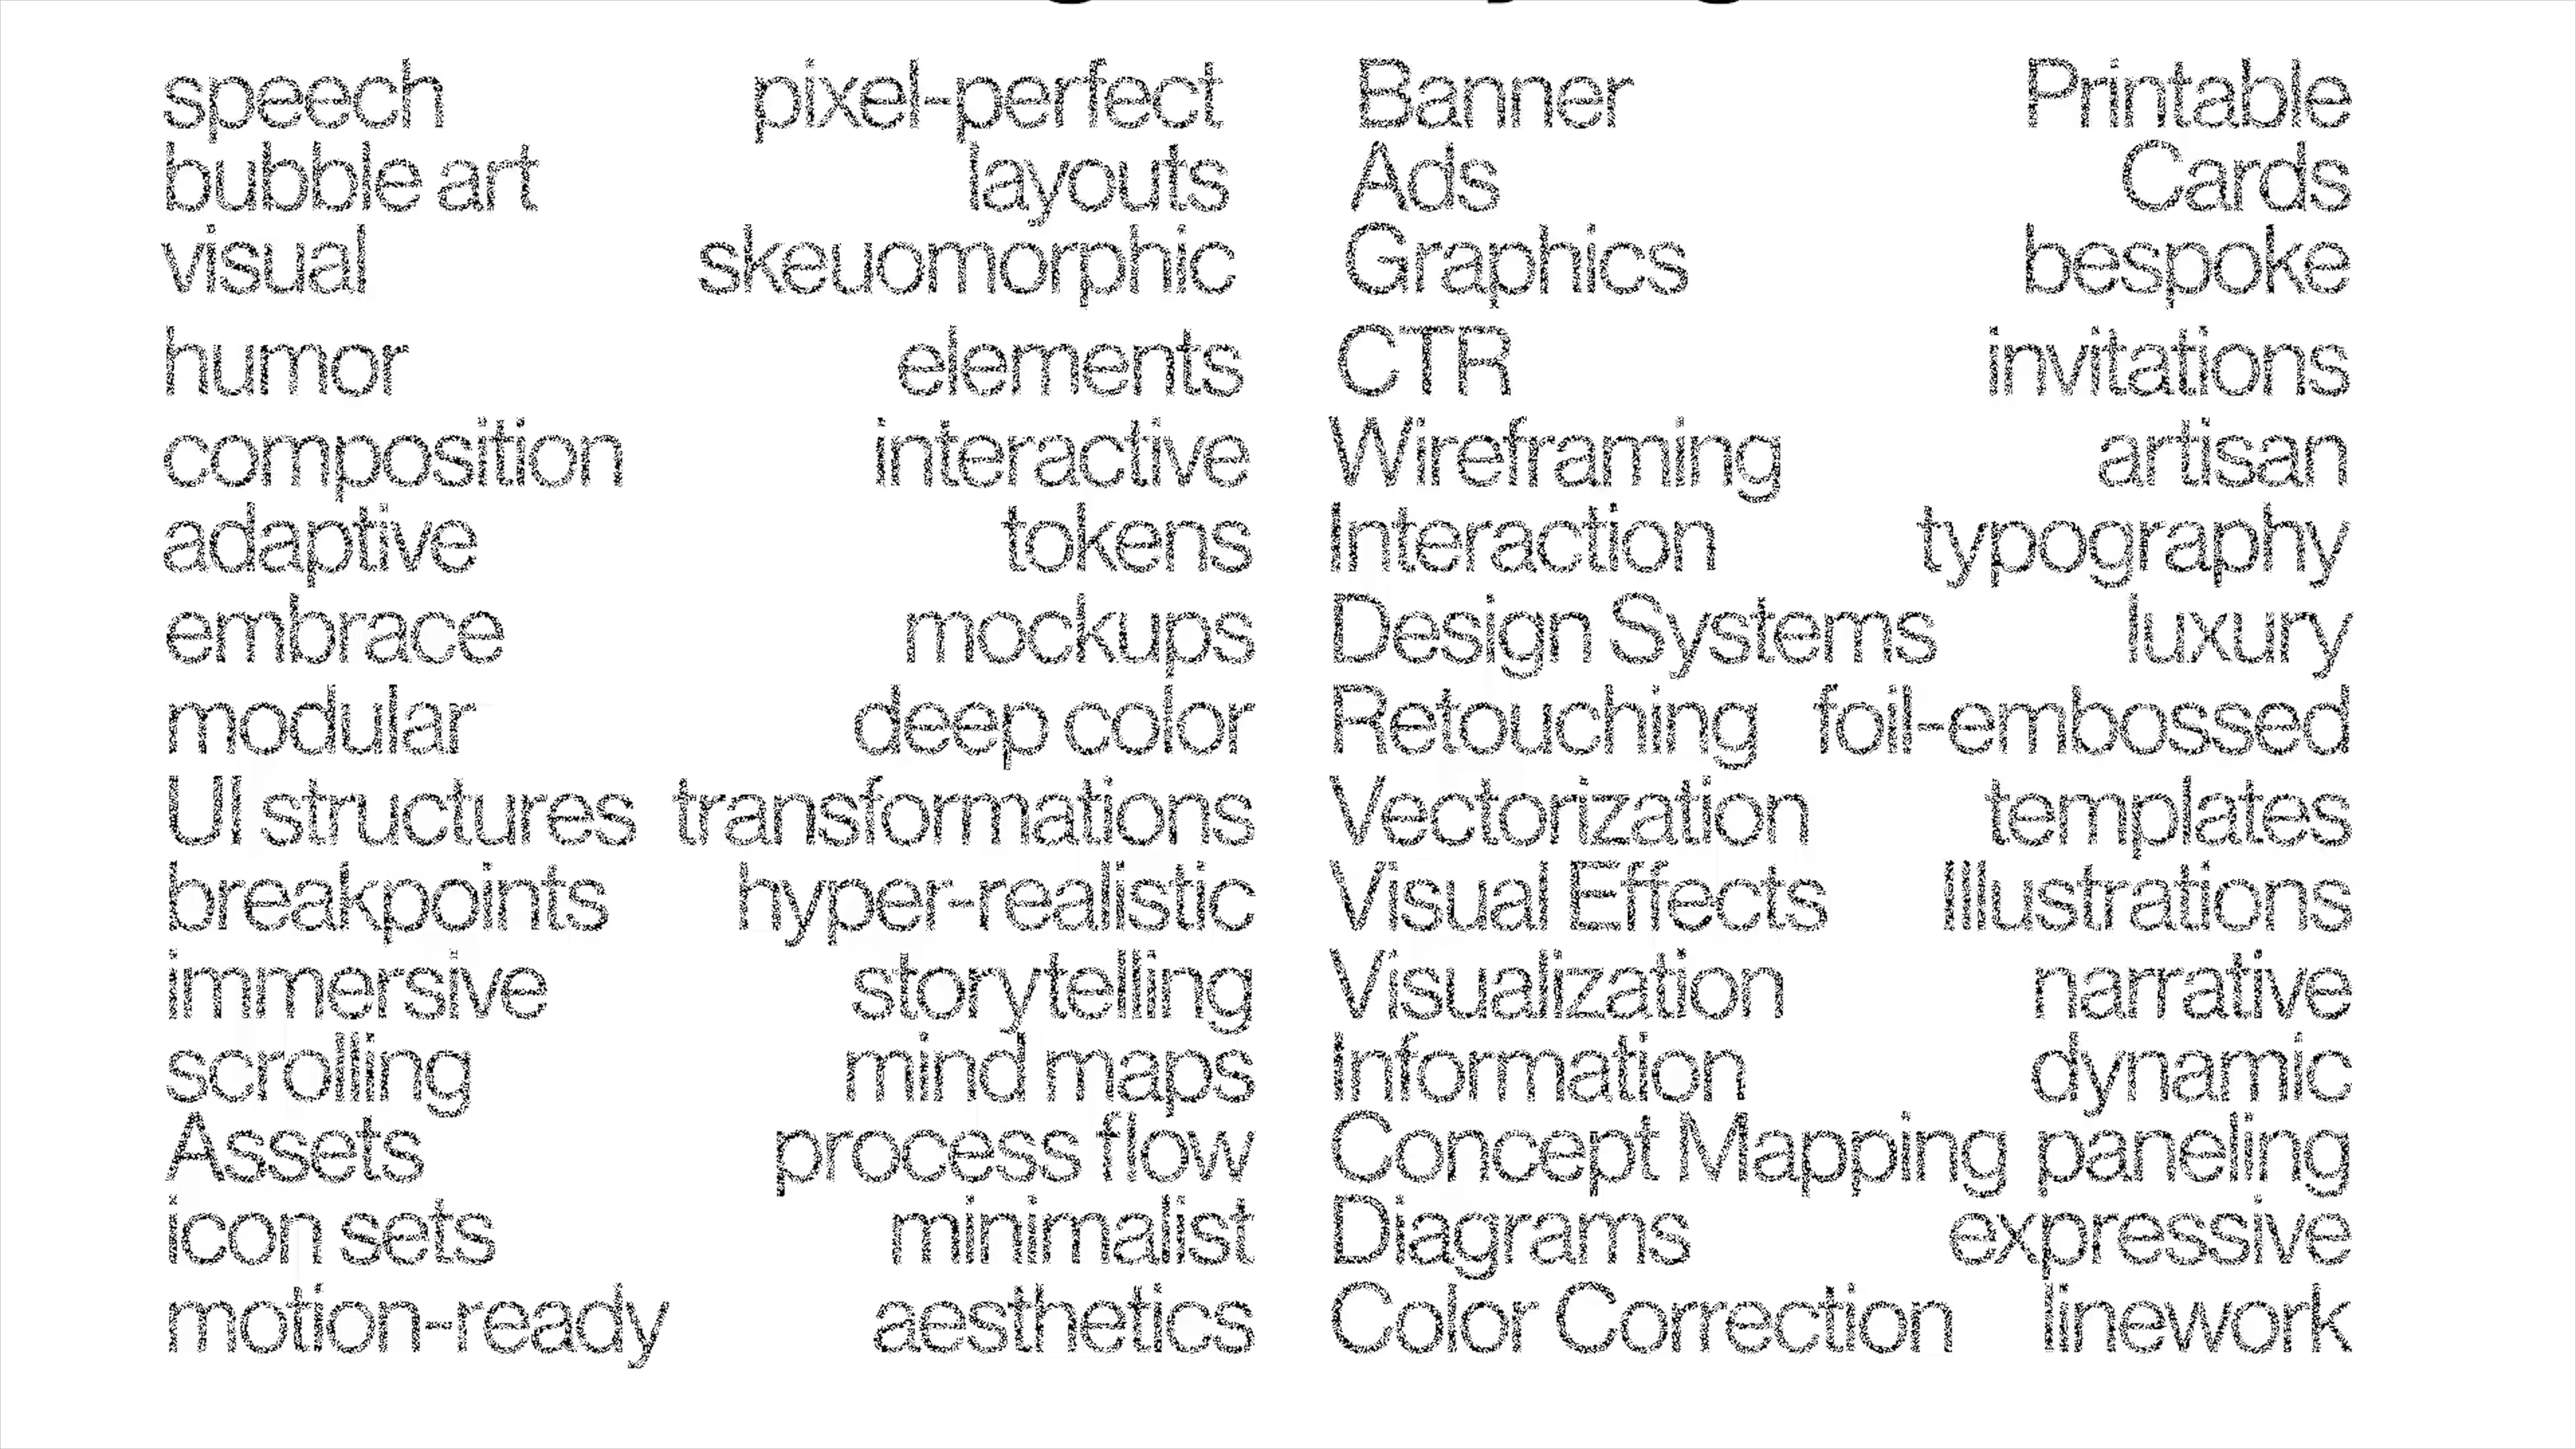 speech pixel-perfect Banner Printable
bubble art layouts Ads Cards
visual skeuomorphic Graphics bespoke
humor elements CTR invitations
composition interactive Wireframing artisan
adaptive tokens Interaction typography
embrace mockups Design Systems luxury
modular deep color Retouching foil-embossed
UI structures transformations Vectorization templates
breakpoints hyper-realistic Visual Effects Illustrations
immersive storytelling Visualization narrative
scrolling mind maps Information dynamic
Assets process flow Concept Mapping paneling
icon sets minimalist Diagrams expressive
motion-ready aesthetics Color Correction linework